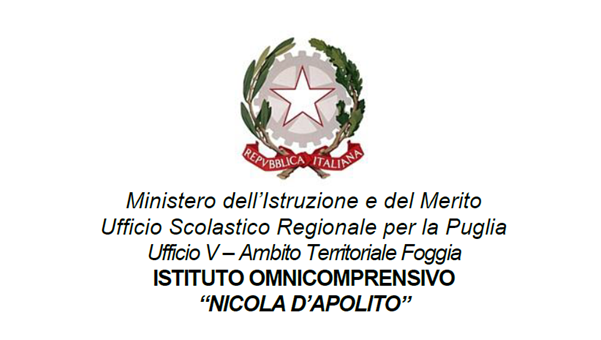 REPVBBLICA ITALIANA
Ministero dell’Istruzione e del Merito
Ufficio Scolastico Regionale per la Puglia
Ufficio V – Ambito Territoriale Foggia
ISTITUTO OMNICOMPRENSIVO
“NICOLA D’APOLITO”